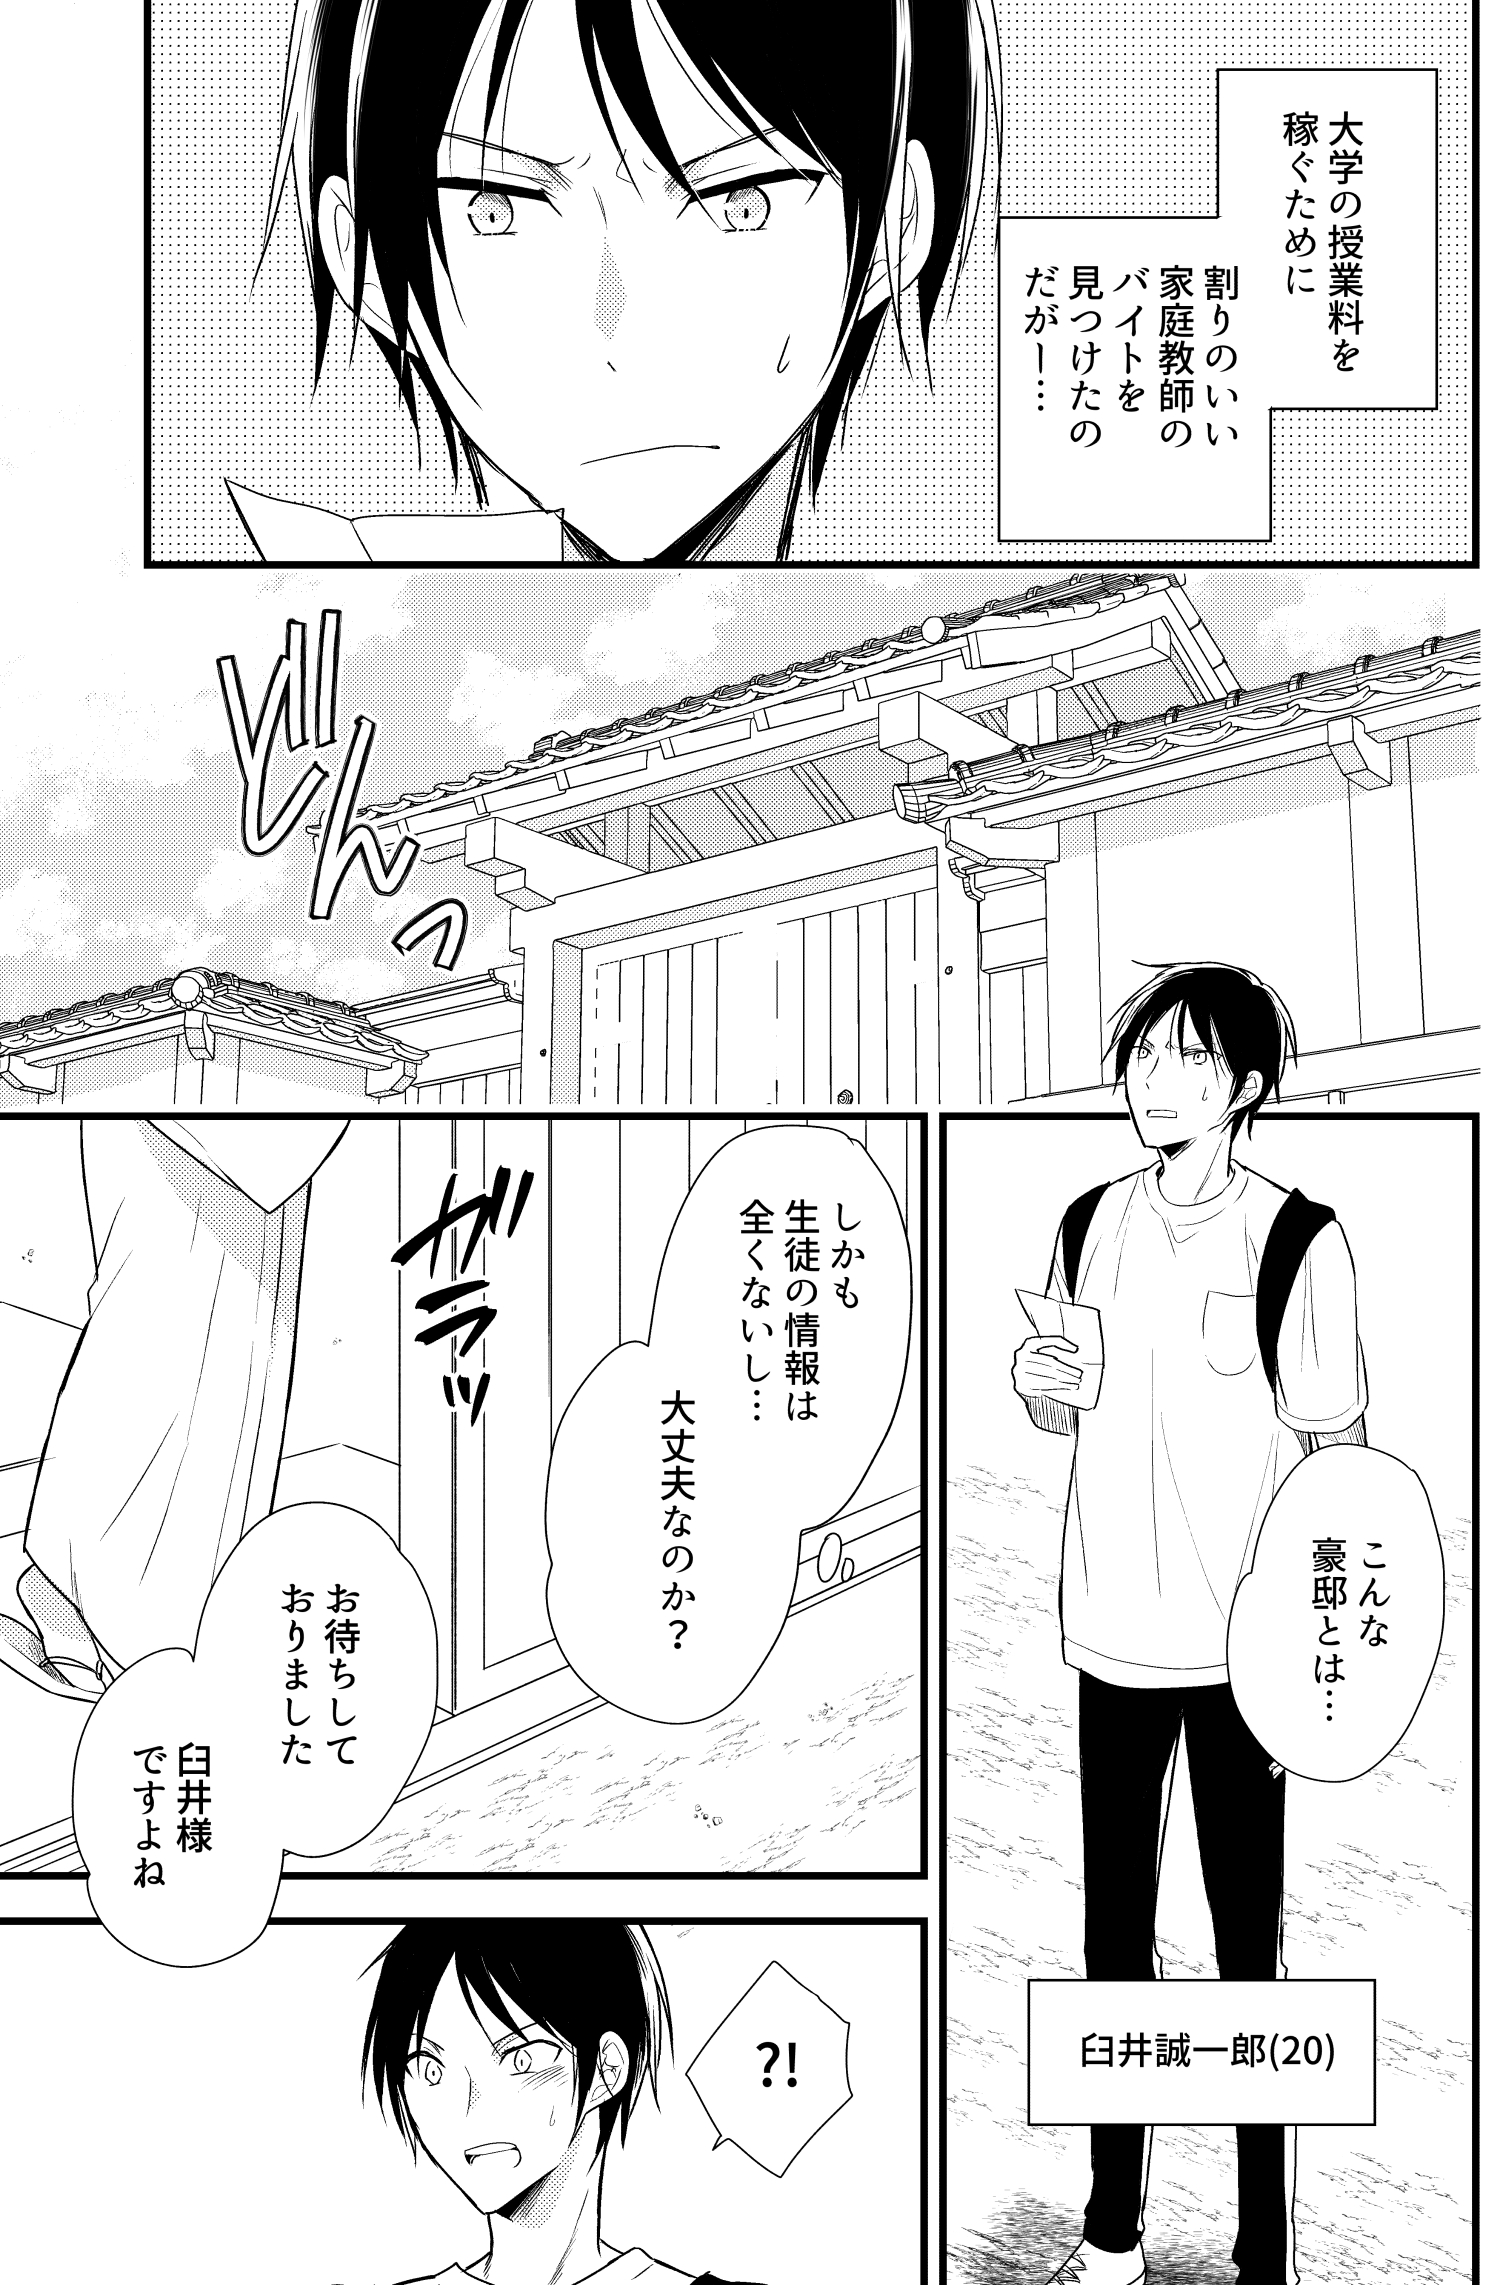 大学の授業料を
稼ぐために
割りのいい
家庭教師の
バイトを
見つけたの
だがー…
どんっ
こんな
豪邸とは…
臼井誠一郎(20)
しかも
生徒の情報は
全くないし…
大丈夫なのか？
ガラッ
お待ちして
おりました
臼井様
ですよね
?!